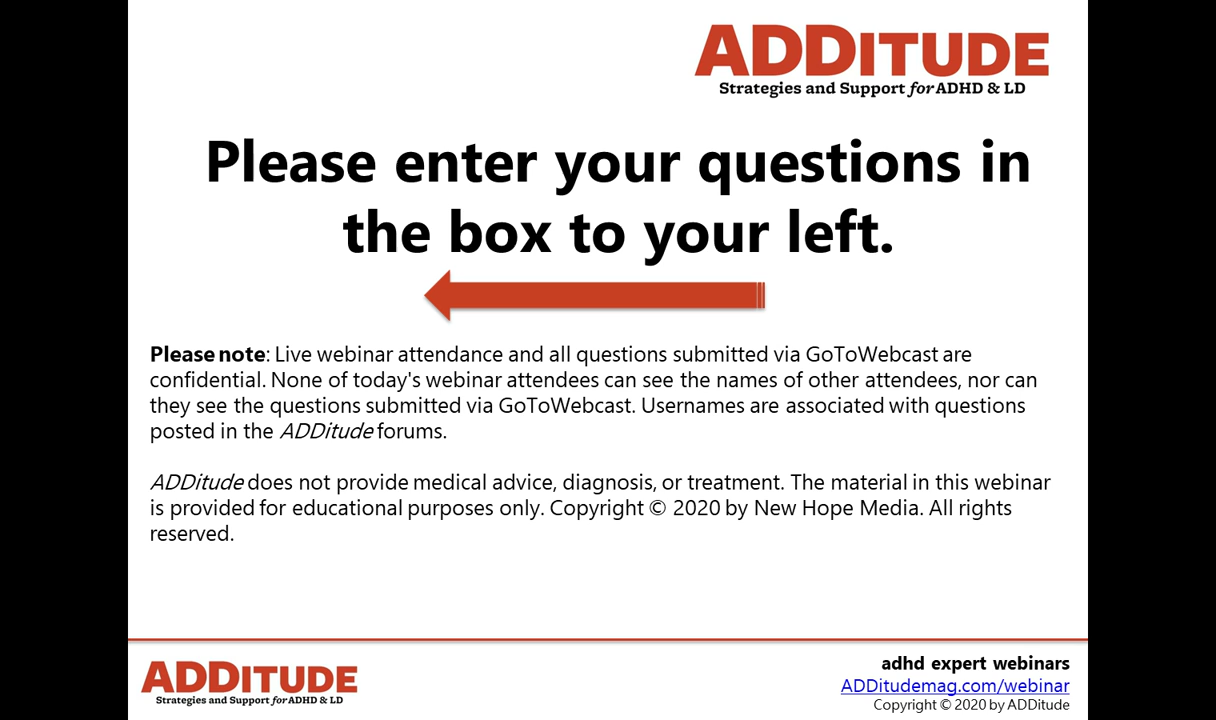 ADDITUDE
Strategies and Support for ADHD & LD
Please enter your questions in
the box to your left.
Please note: Live webinar attendance and all questions submitted via GoToWebcast are
confidential. None of today's webinar attendees can see the names of other attendees, nor can
they see the questions submitted via GoToWebcast. Usernames are associated with questions
posted in the ADDitude forums.
ADDitude does not provide medical advice, diagnosis, or treatment. The material in this webinar
is provided for educational purposes only. Copyright © 2020 by New Hope Media. All rights
reserved.
ADDITUDE
Strategies and Support for ADHD & LD
adhd expert webinars
ADDitudemag.com/webinar
Copyright © 2020 by ADDitude